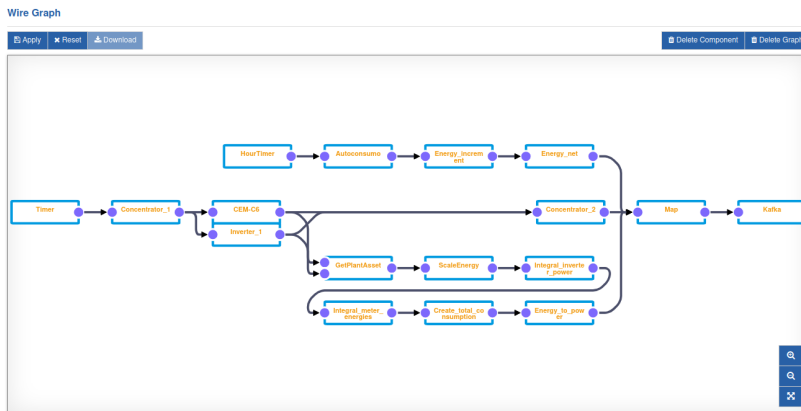 Wire Graph
Apply
Reset
Download
Delete Component
Delete Graph
HourTimer
Autoconsumo
Energy_increm
ent
Energy_net
Timer
Concentrator_1
CEM-C6
Concentrator_2
Map
Kafka
Inverter_1
GetPlantAsset
ScaleEnergy
Integral_inverte
r_power
Integral_meter_
energies
Create_total_co
nsumption
Energy_to_pow
er